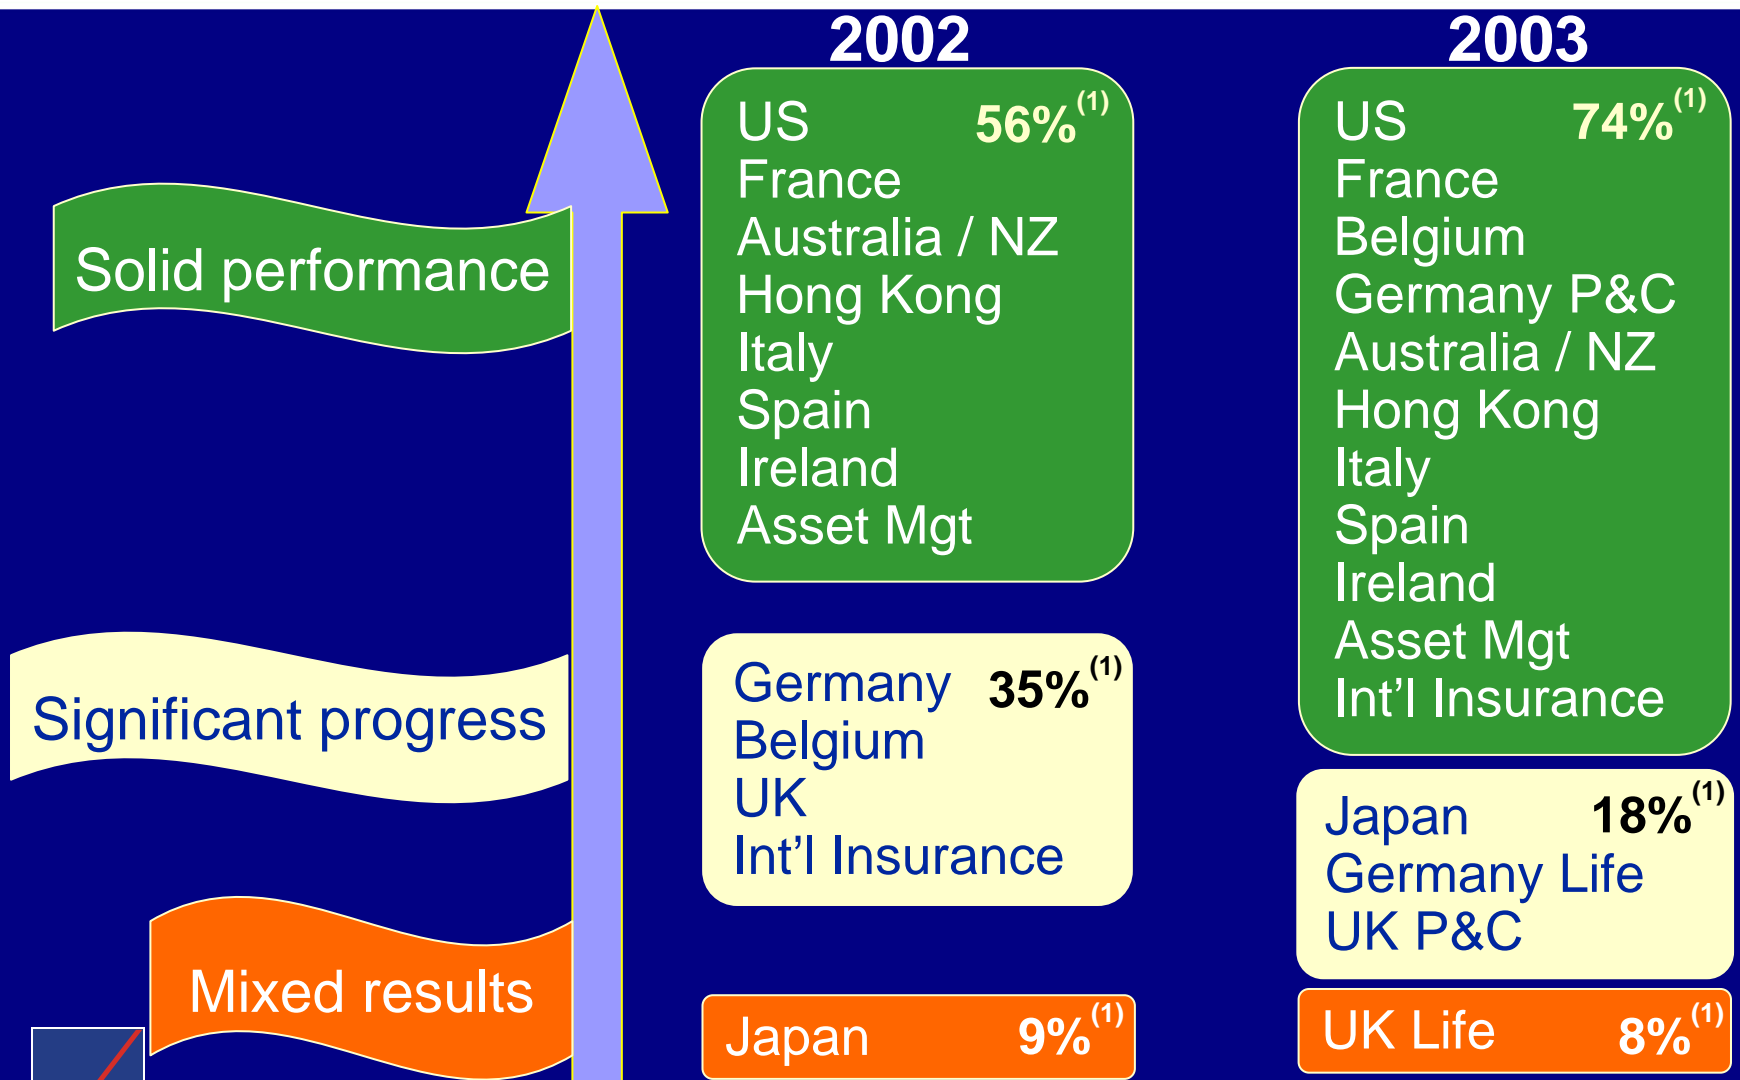 2002
2003
Solid performance
US 56%(1)
France
Australia / NZ
Hong Kong
Italy
Spain
Ireland
Asset Mgt
US 74%(1)
France
Belgium
Germany P&C
Australia / NZ
Hong Kong
Italy
Spain
Ireland
Asset Mgt
Int’l Insurance
Significant progress
Germany 35%(1)
Belgium
UK
Int’l Insurance
Japan 18%(1)
Germany Life
UK P&C
Mixed results
Japan 9%(1)
UK Life 8%(1)